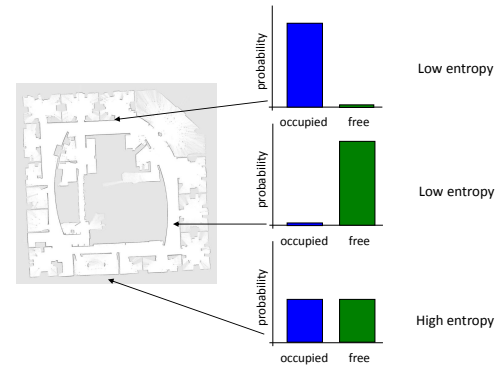 probability
occupied free
Low entropy
probability
occupied free
Low entropy
probability
occupied free
High entropy